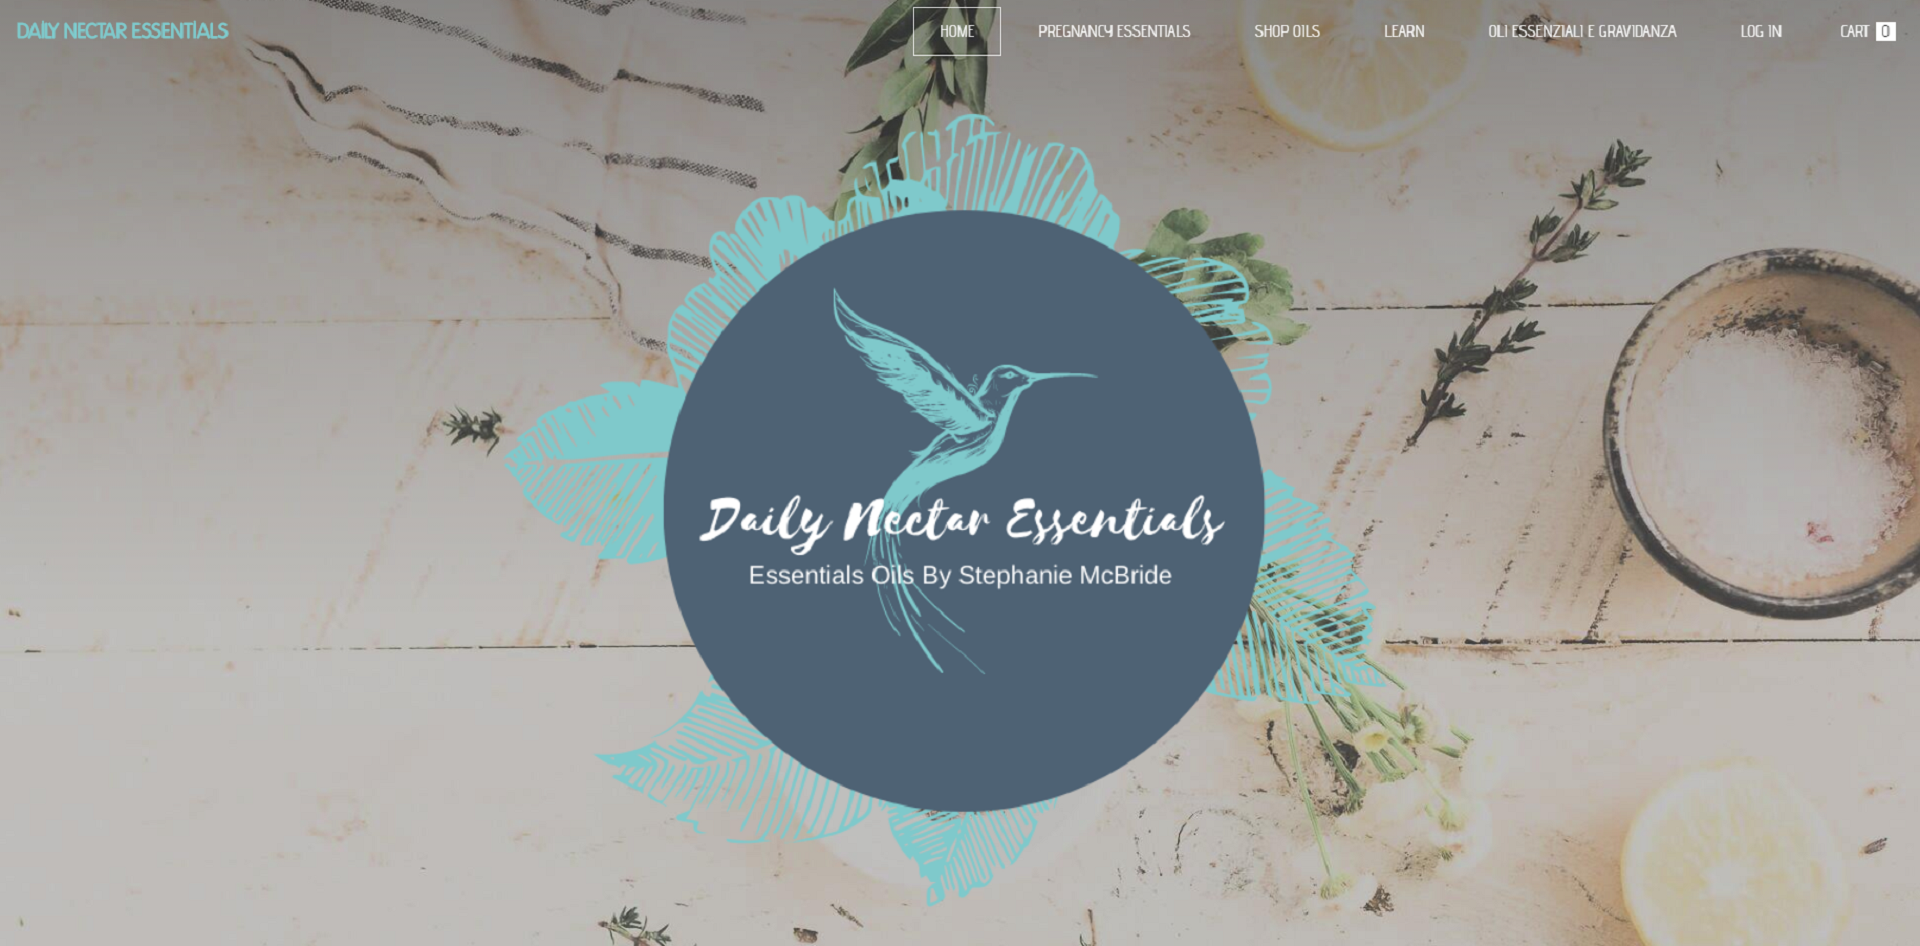 DAILY NECTAR ESSENTIALS
HOME
PREGNANCY ESSENTIALS
SHOP OILS
LEARN
OLI ESSENZIALI E GRAVIDANZA
LOG IN
CART 0
Daily Nectar Essentials
Essentials Oils By Stephanie McBride